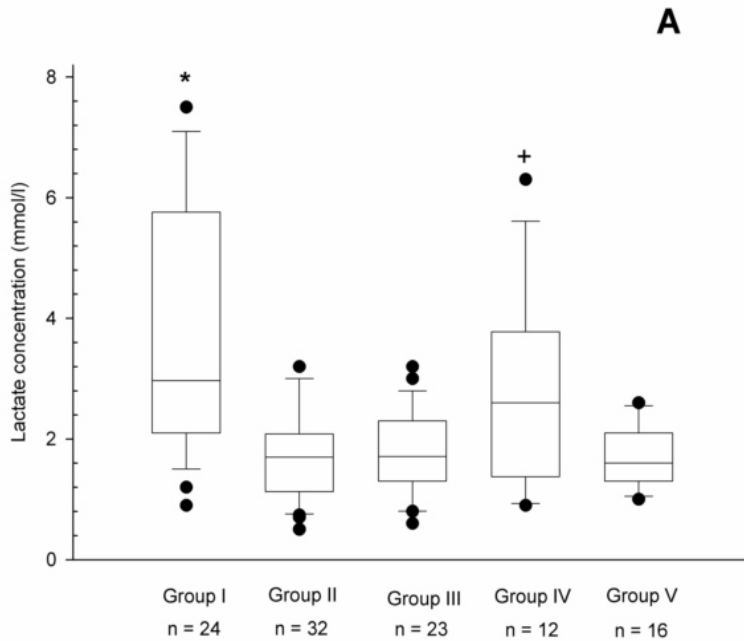 A
8
*
+
6
4
2
0
Lactate concentration (mmol/l)
Group I
Group II
Group III
Group IV
Group V
n = 24
n = 32
n = 23
n = 12
n = 16